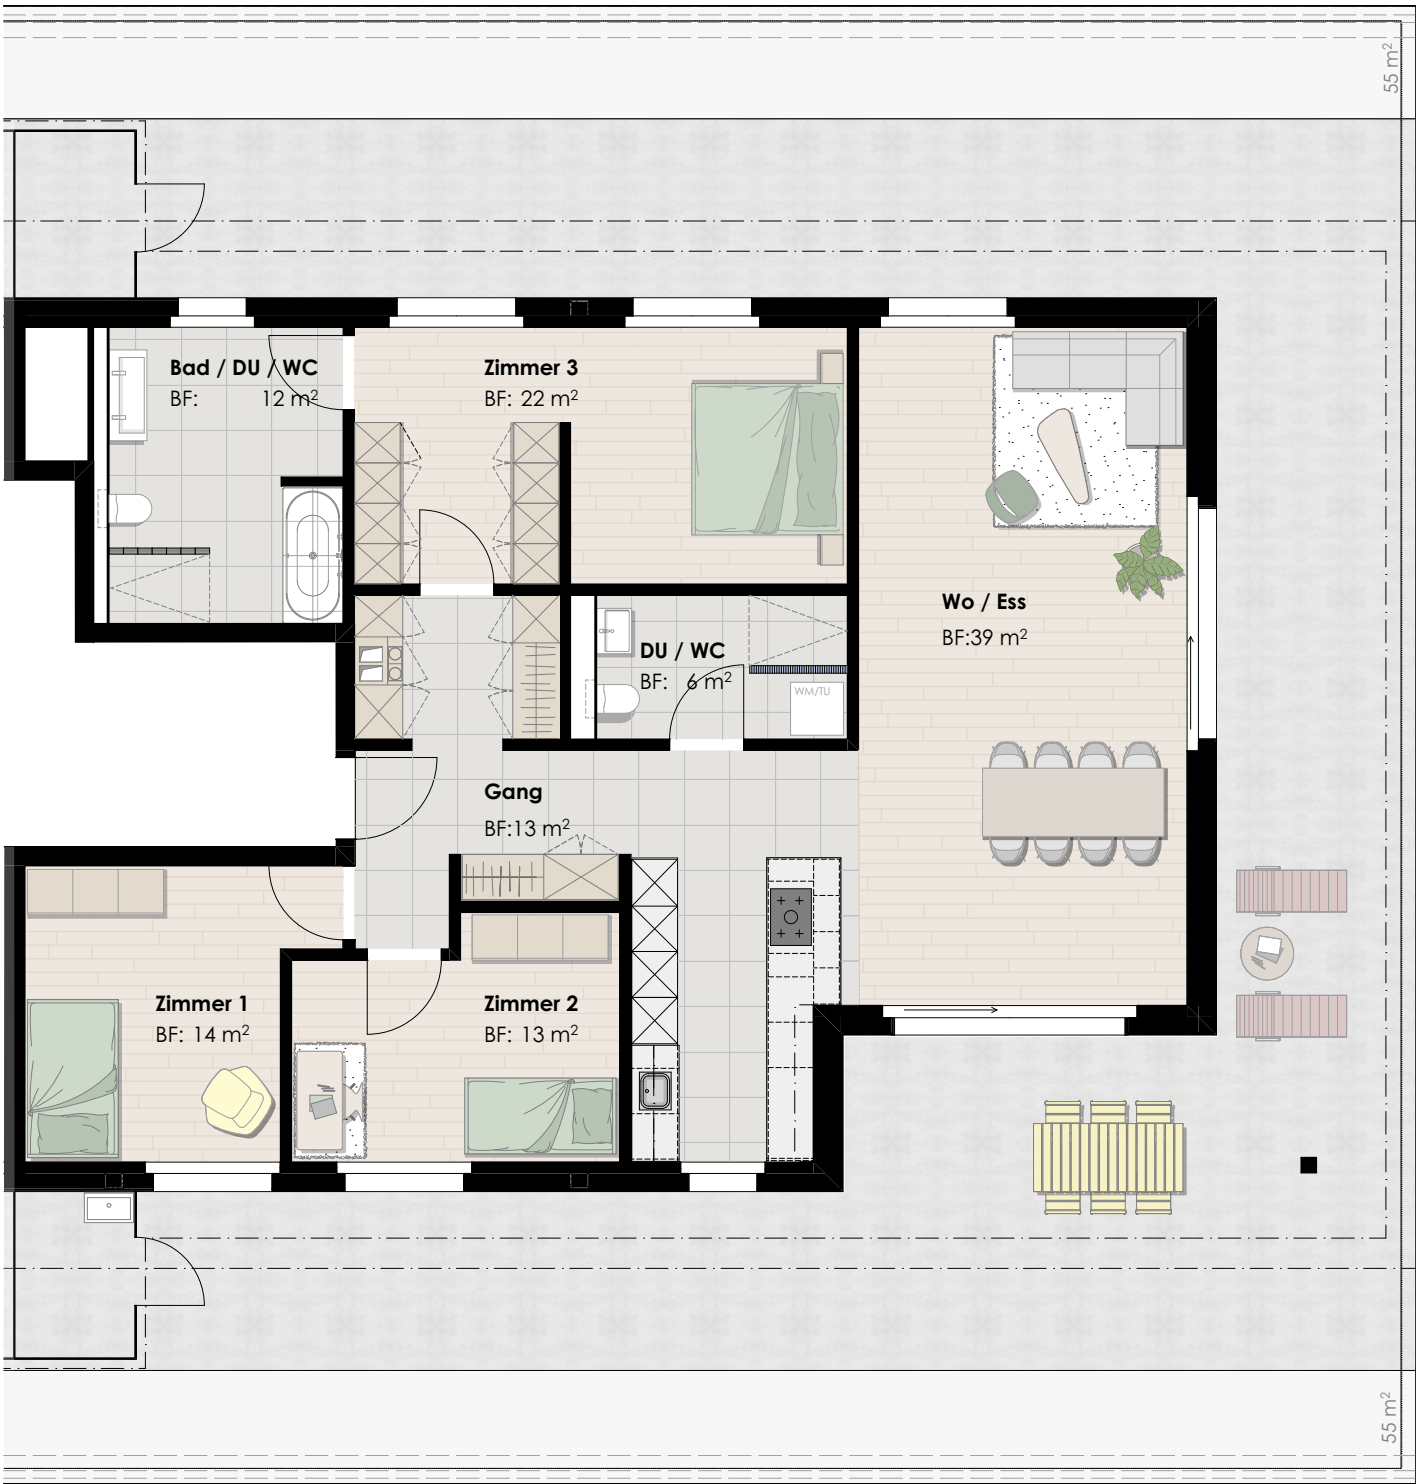 55 m²
Bad / DU / WC
BF: 12 m²
Zimmer 3
BF: 22 m²
Wo / Ess
BF:39 m²
DU / WC
BF: 6 m²
WM/TU
Gang
BF:13 m²
Zimmer 1
BF: 14 m²
Zimmer 2
BF: 13 m²
55 m²